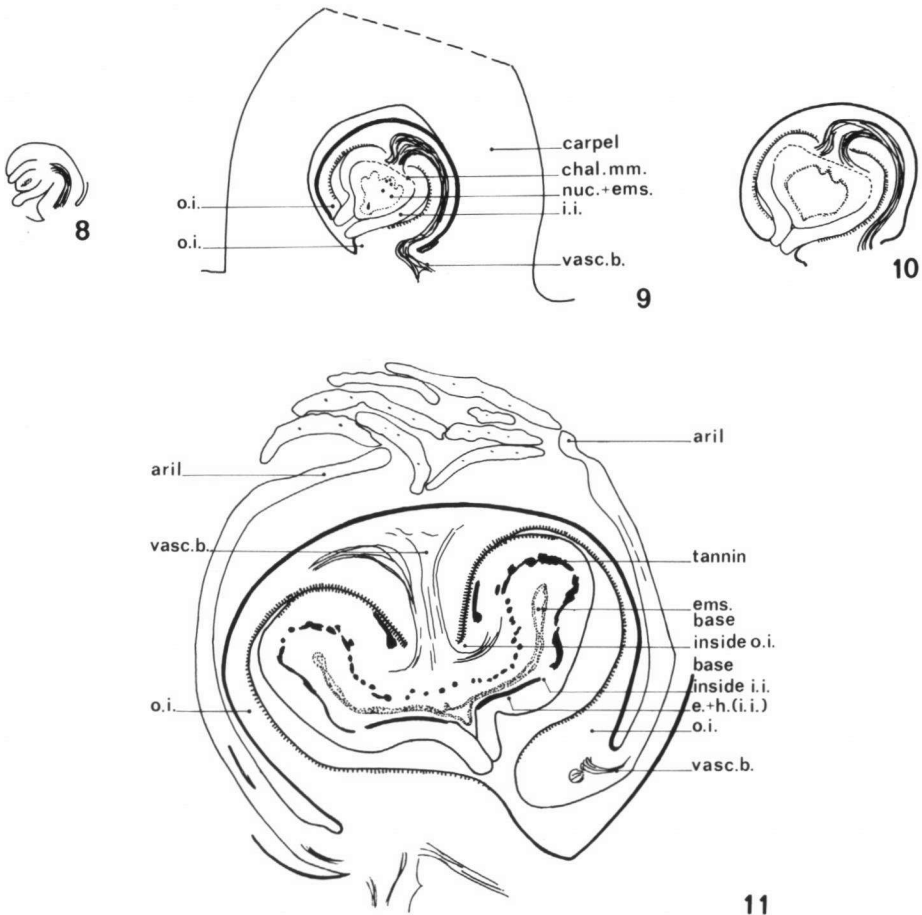 8
o.i.
o.i.
carpel
chal.mm.
nuc.+ems.
i.i.
vasc.b.
9
10
aril
vasc.b.
o.i.
aril
tannin
ems.
base
inside o.i.
base
inside i.i.
e.+h.(i.i.)
o.i.
vasc.b.
11